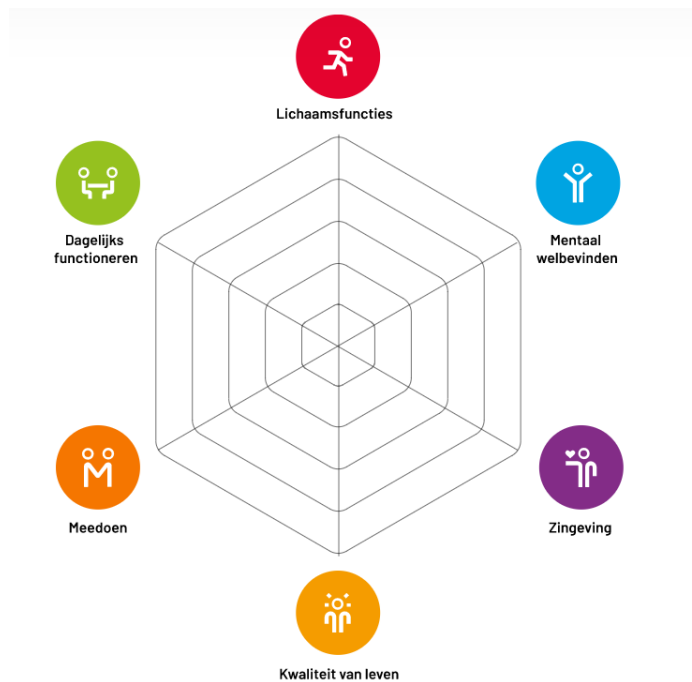 Lichaamsfuncties
Dagelijks
functioneren
Mentaal
welbevinden
Meedoen
Zingeving
Kwaliteit van leven